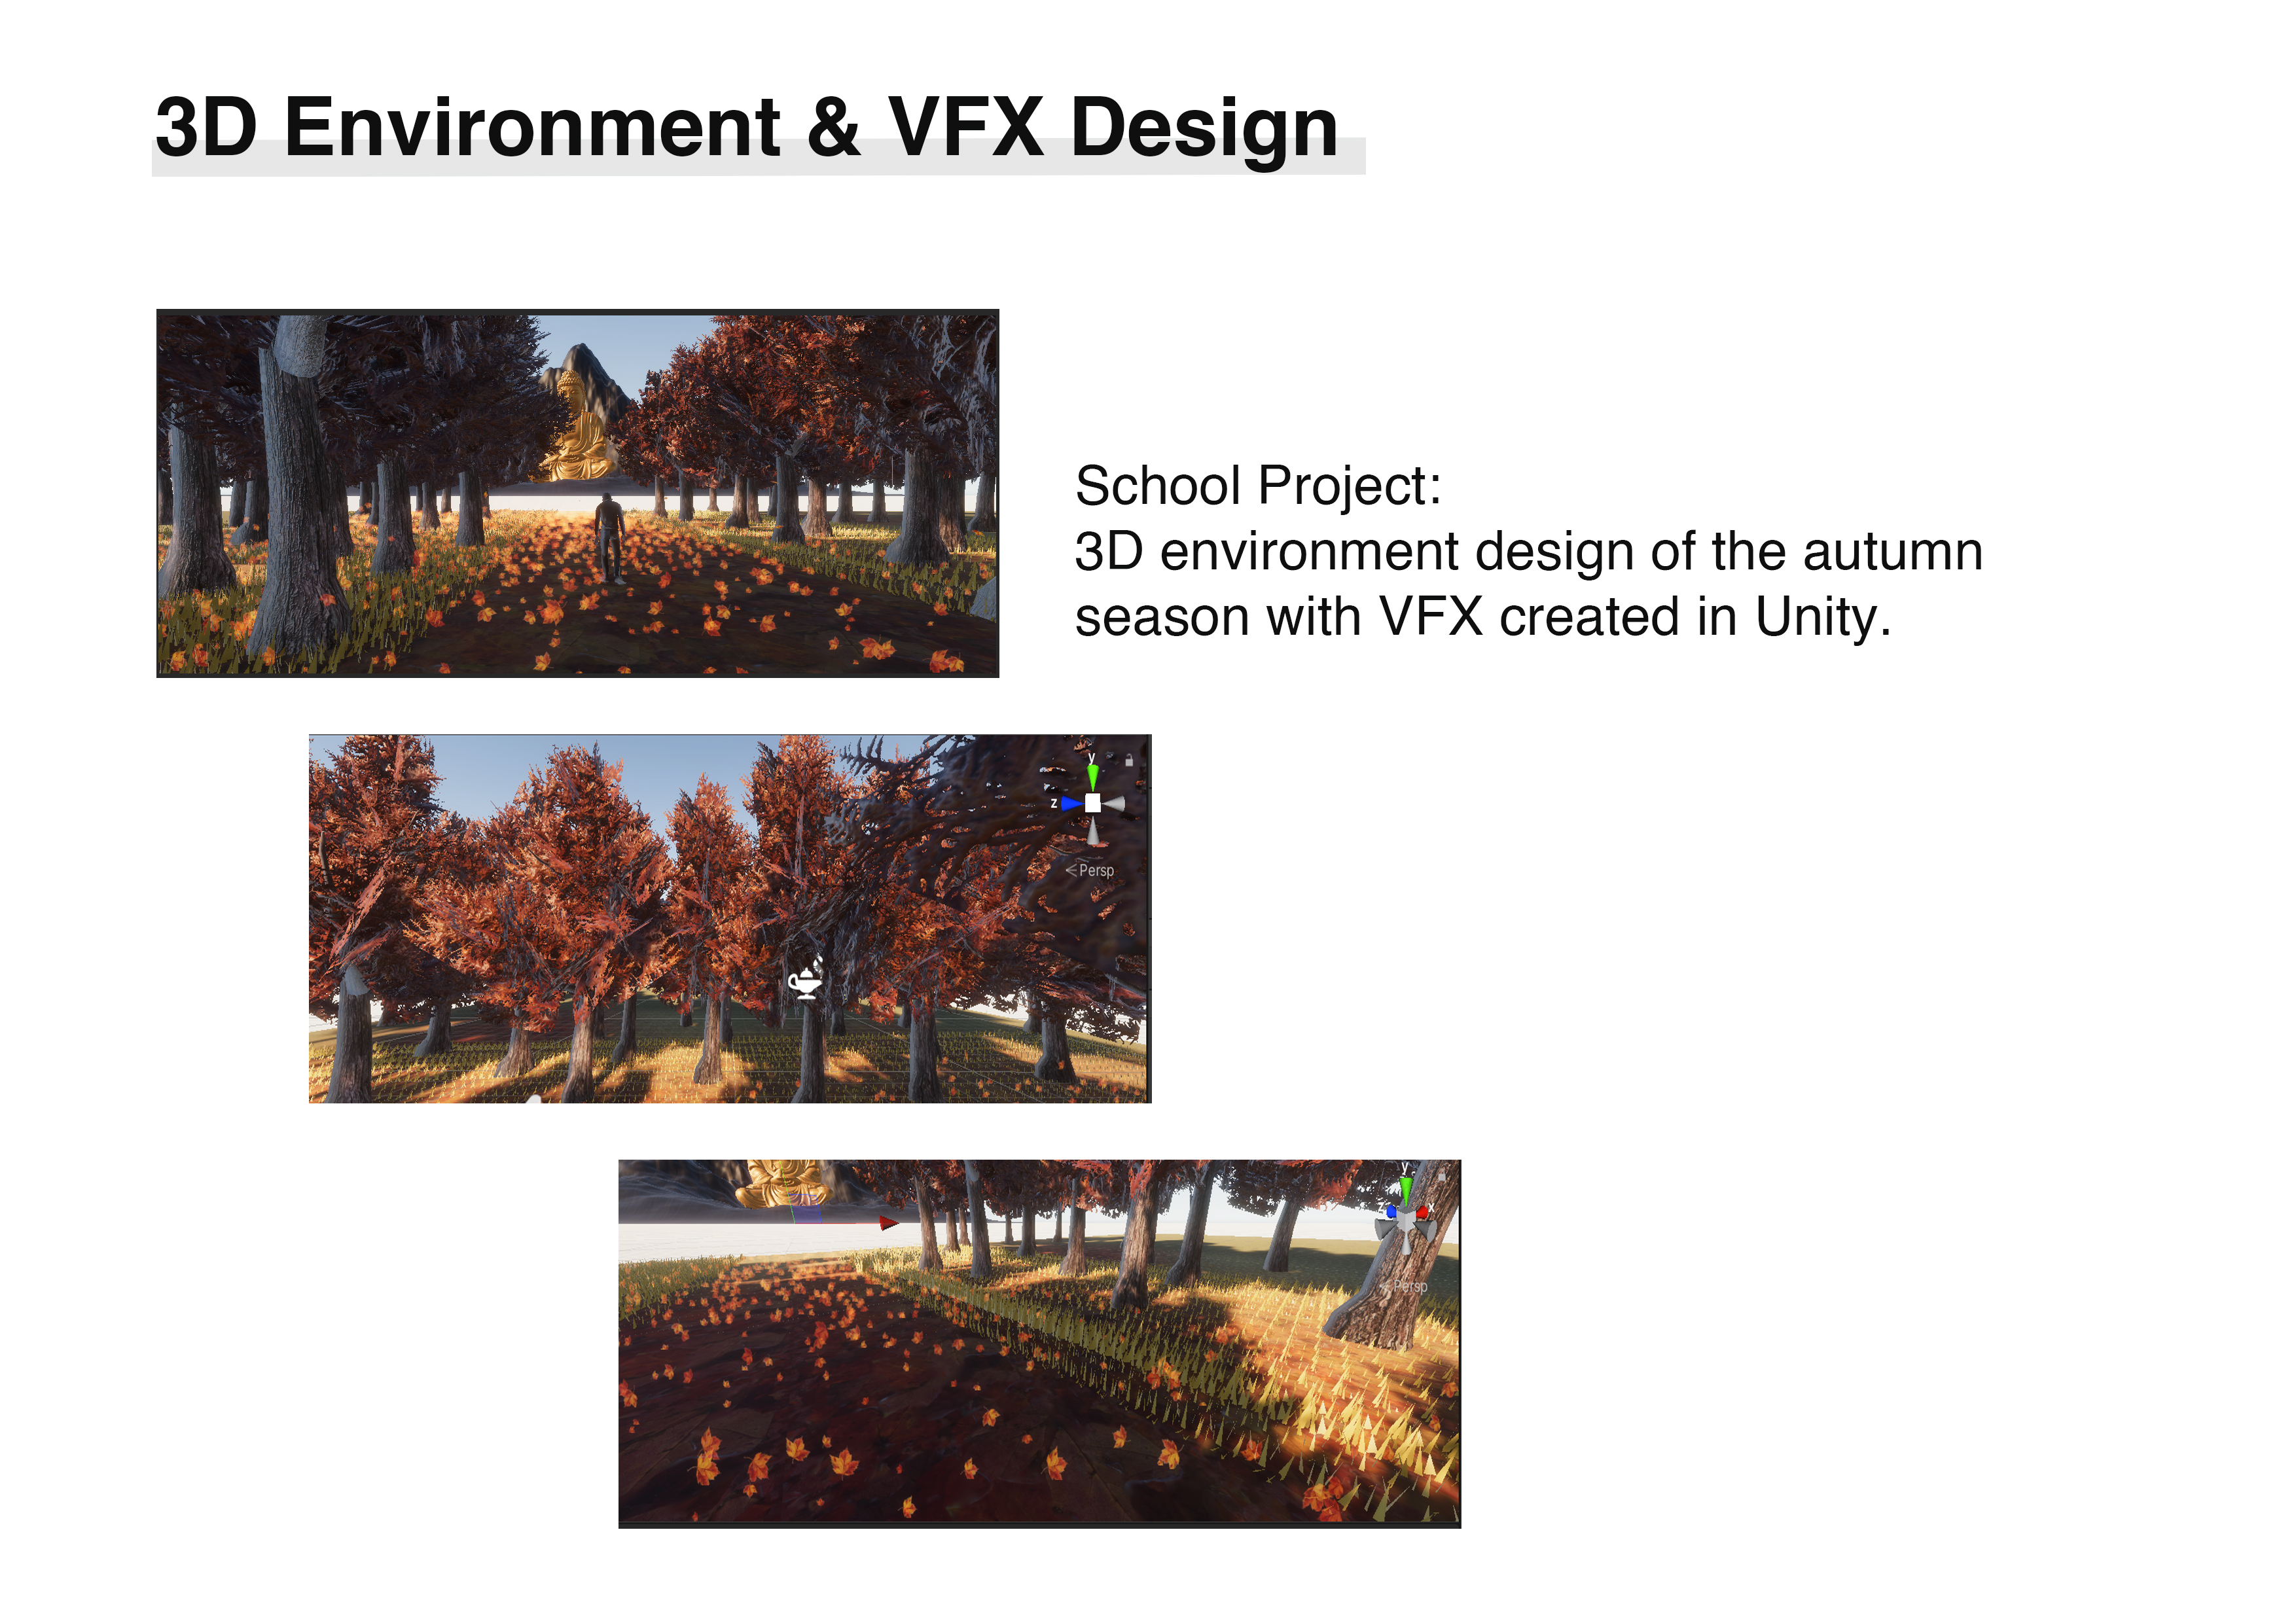 3D Environment & VFX Design
School Project:
3D environment design of the autumn
season with VFX created in Unity.
y
z
Persp
y
z
x
Persp